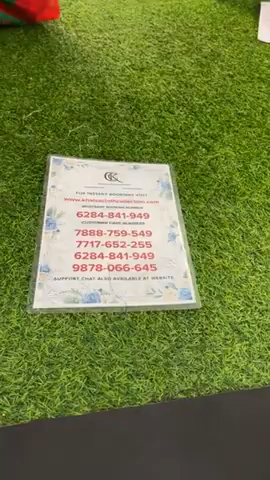 FOR INSTANT BOOKINGS VISIT
WHATSAPP BOOKING NUMBER
6284-841-949
CUSTOMER CARE NUMBERS
7888-759-549
7717-652-255
6284-841-949
9878-066-645
SUPPORT CHAT ALSO AVAILABLE AT WEBSITE